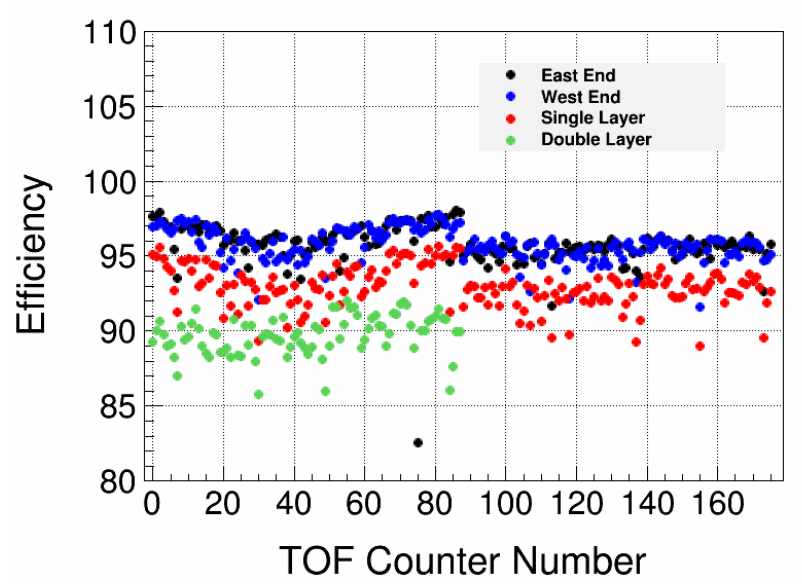 110
105
100
95
90
85
80
Efficiency
East End
West End
Single Layer
Double Layer
0 20 40 60 80 100 120 140 160
TOF Counter Number